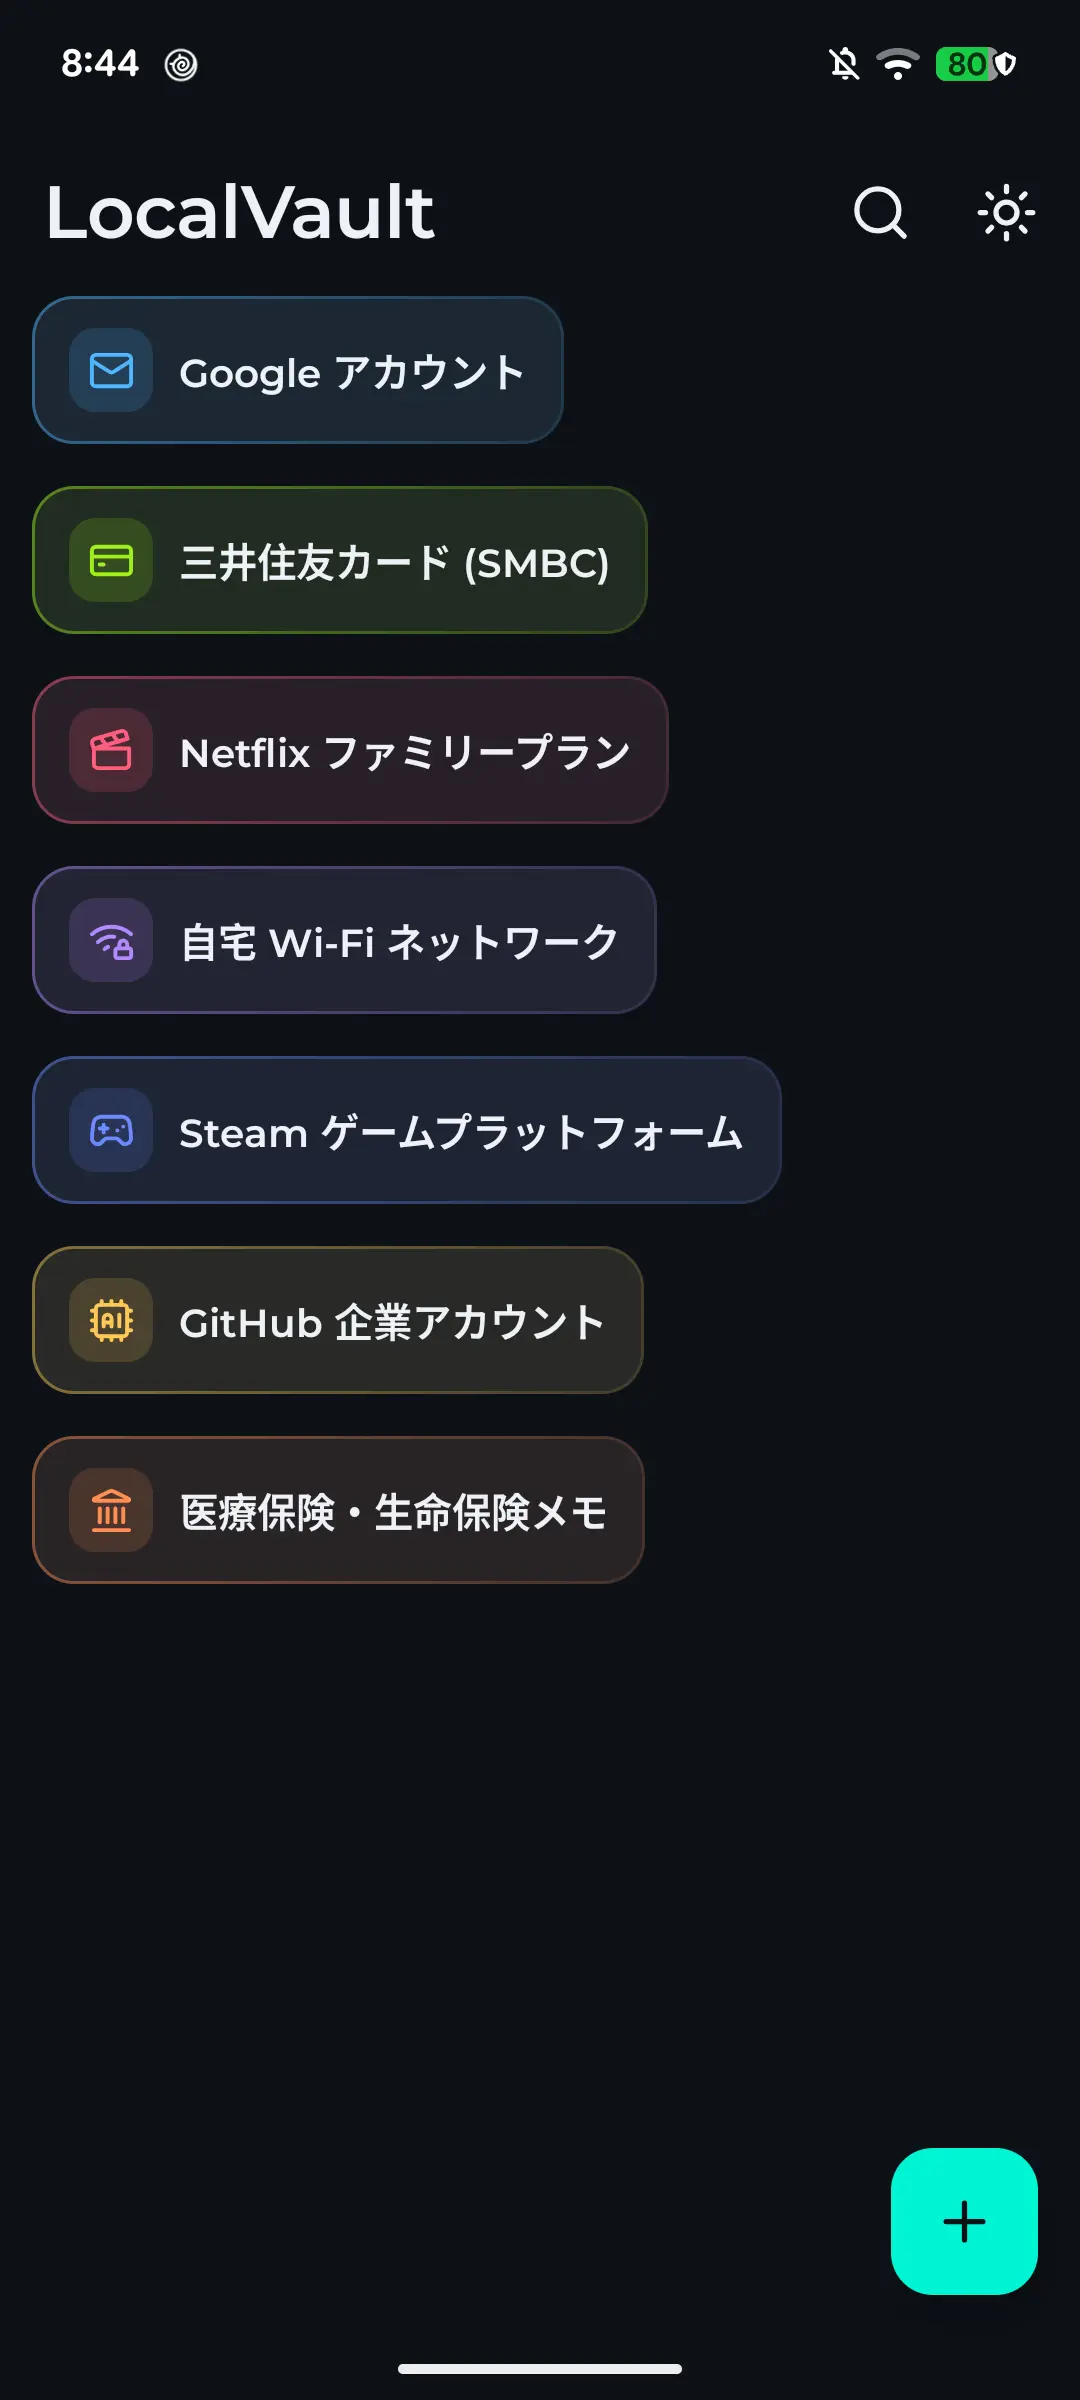 8:44
80
LocalVault
Google アカウント
三井住友カード (SMBC)
Netflix ファミリープラン
自宅 Wi-Fi ネットワーク
Steam ゲームプラットフォーム
AI
GitHub 企業アカウント
医療保険・生命保険メモ